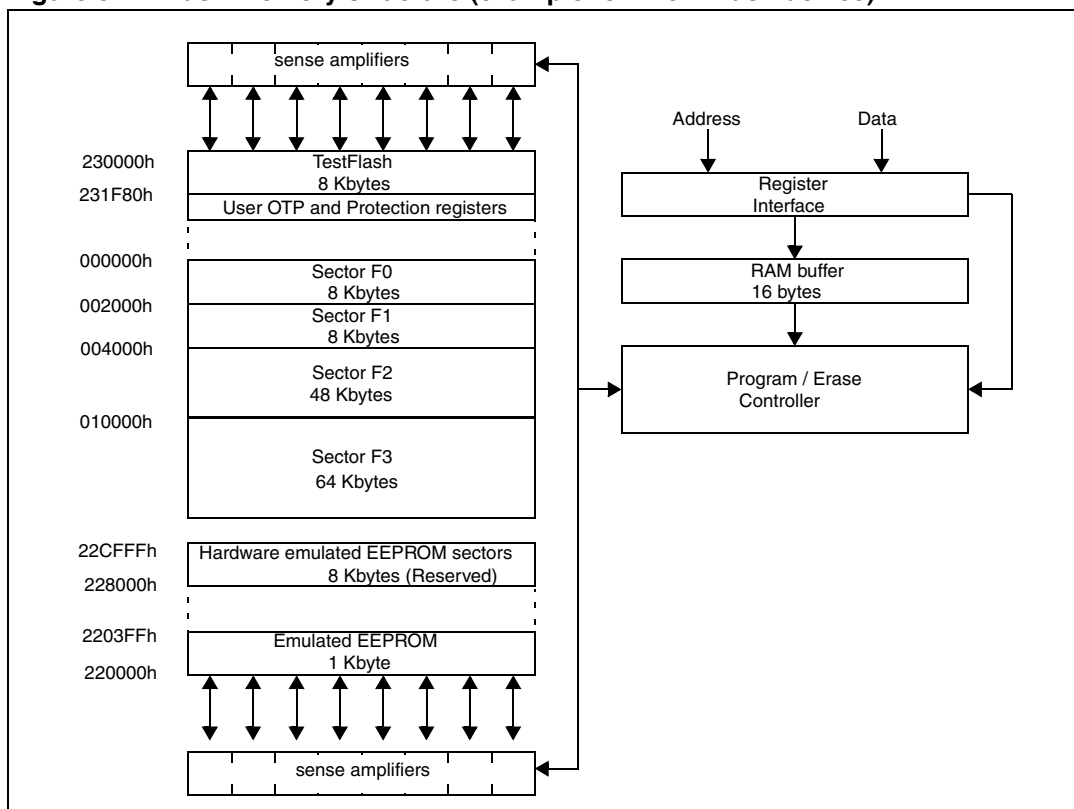 sense amplifiers
230000h
TestFlash
8 Kbytes
231F80h
User OTP and Protection registers
000000h
Sector F0
8 Kbytes
002000h
Sector F1
8 Kbytes
004000h
Sector F2
48 Kbytes
010000h
Sector F3
64 Kbytes
22CFFFh
Hardware emulated EEPROM sectors
8 Kbytes (Reserved)
228000h
2203FFh
Emulated EEPROM
1 Kbyte
220000h
sense amplifiers
Address
Data
Register
Interface
RAM buffer
16 bytes
Program / Erase
Controller